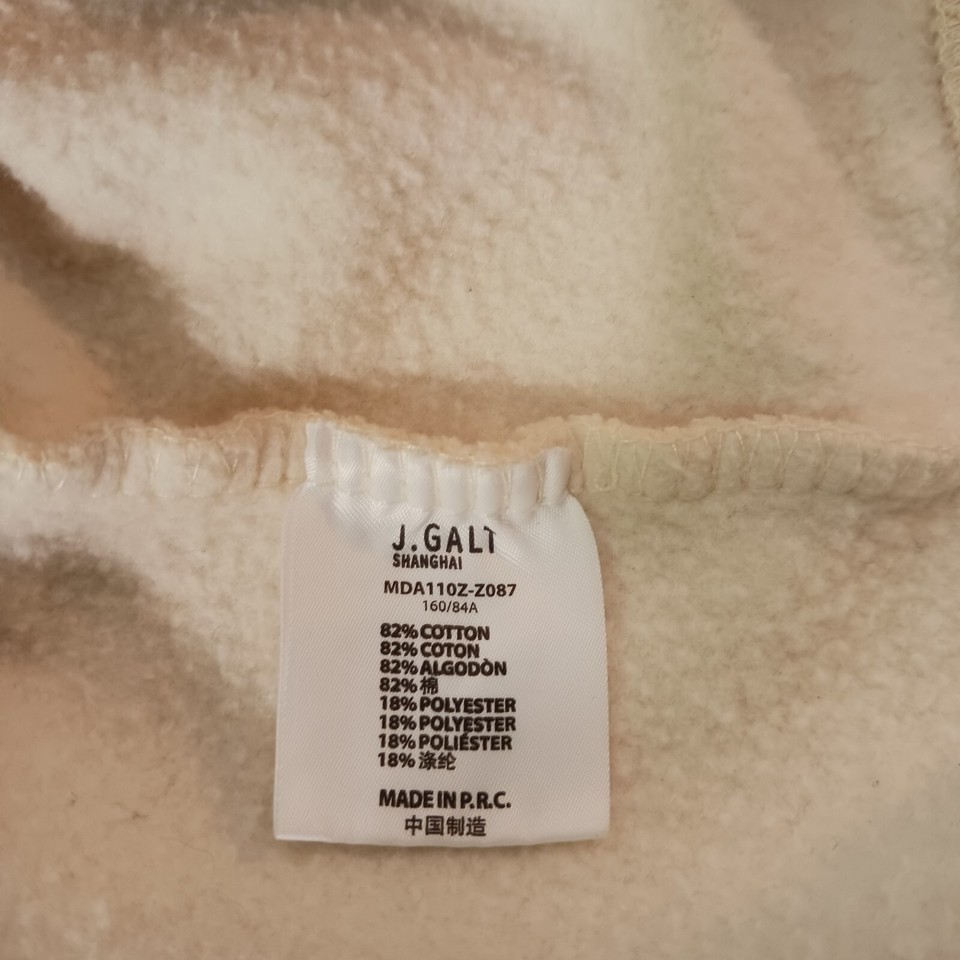 J.GALT
SHANGHAI
MDA110Z-Z087
160/84A
82% COTTON
82% COTON
82% ALGODÒN
82% 棉
18% POLYESTER
18% POLYESTER
18% POLIÉSTER
18% 涤纶
MADE IN P.R.C.
中国制造